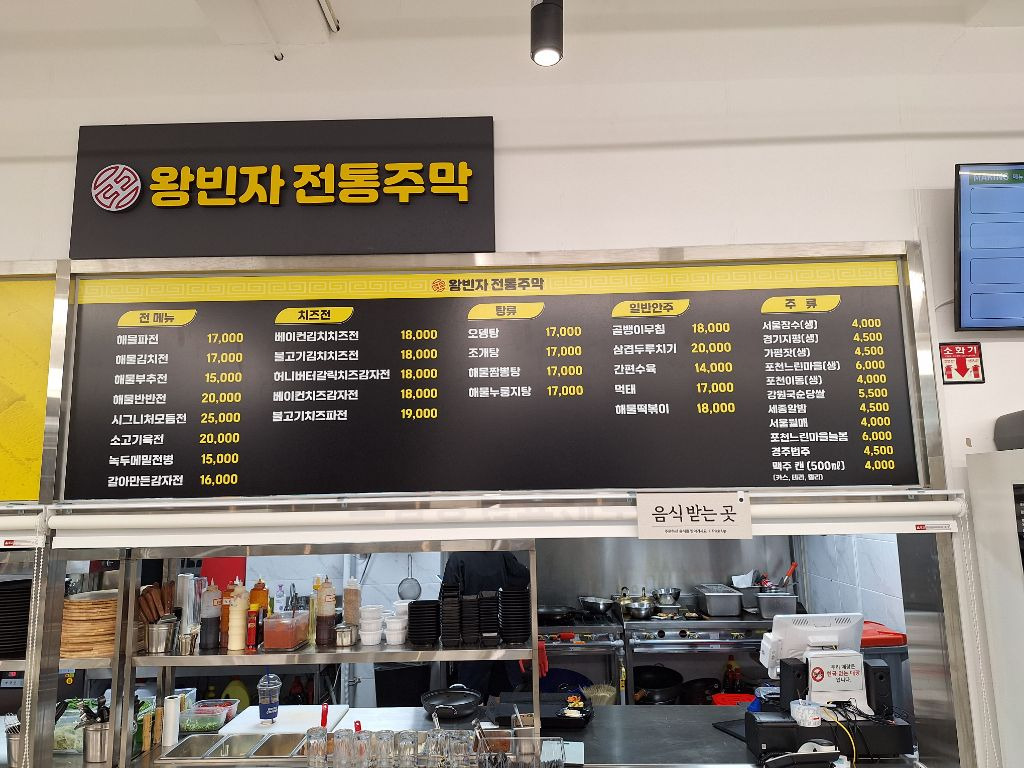 왕빈자 전통주막
왕빈자 전통주막
전 메뉴
해물파전 17,000
해물김치전 17,000
해물부추전 15,000
해물반반전 20,000
시그니처모둠전 25,000
소고기육전 20,000
녹두메밀전병 15,000
갈아만든감자전 16,000
치즈전
베이컨김치치즈전 18,000
불고기김치치즈전 18,000
허니버터갈릭치즈감자전 18,000
베이컨치즈감자전 18,000
불고기치즈파전 19,000
탕류
오뎅탕 17,000
조개탕 17,000
해물짬뽕탕 17,000
해물누룽지탕 17,000
일반안주
골뱅이무침 18,000
삼겹두루치기 20,000
간편수육 14,000
먹태 17,000
해물떡볶이 18,000
주 류
서울장수(생) 4,000
경기지평(생) 4,500
가평잣(생) 4,500
포천느린마을(생) 6,000
포천이동(생) 4,000
강원국순당쌀 5,500
세종알밤 4,500
서울월매 4,000
포천느린마을늘봄 6,000
경주법주 4,500
맥주 캔 (500㎖) 4,000
(카스, 테라, 켈리)
음식 받는 곳
MAKING 메뉴
소화기